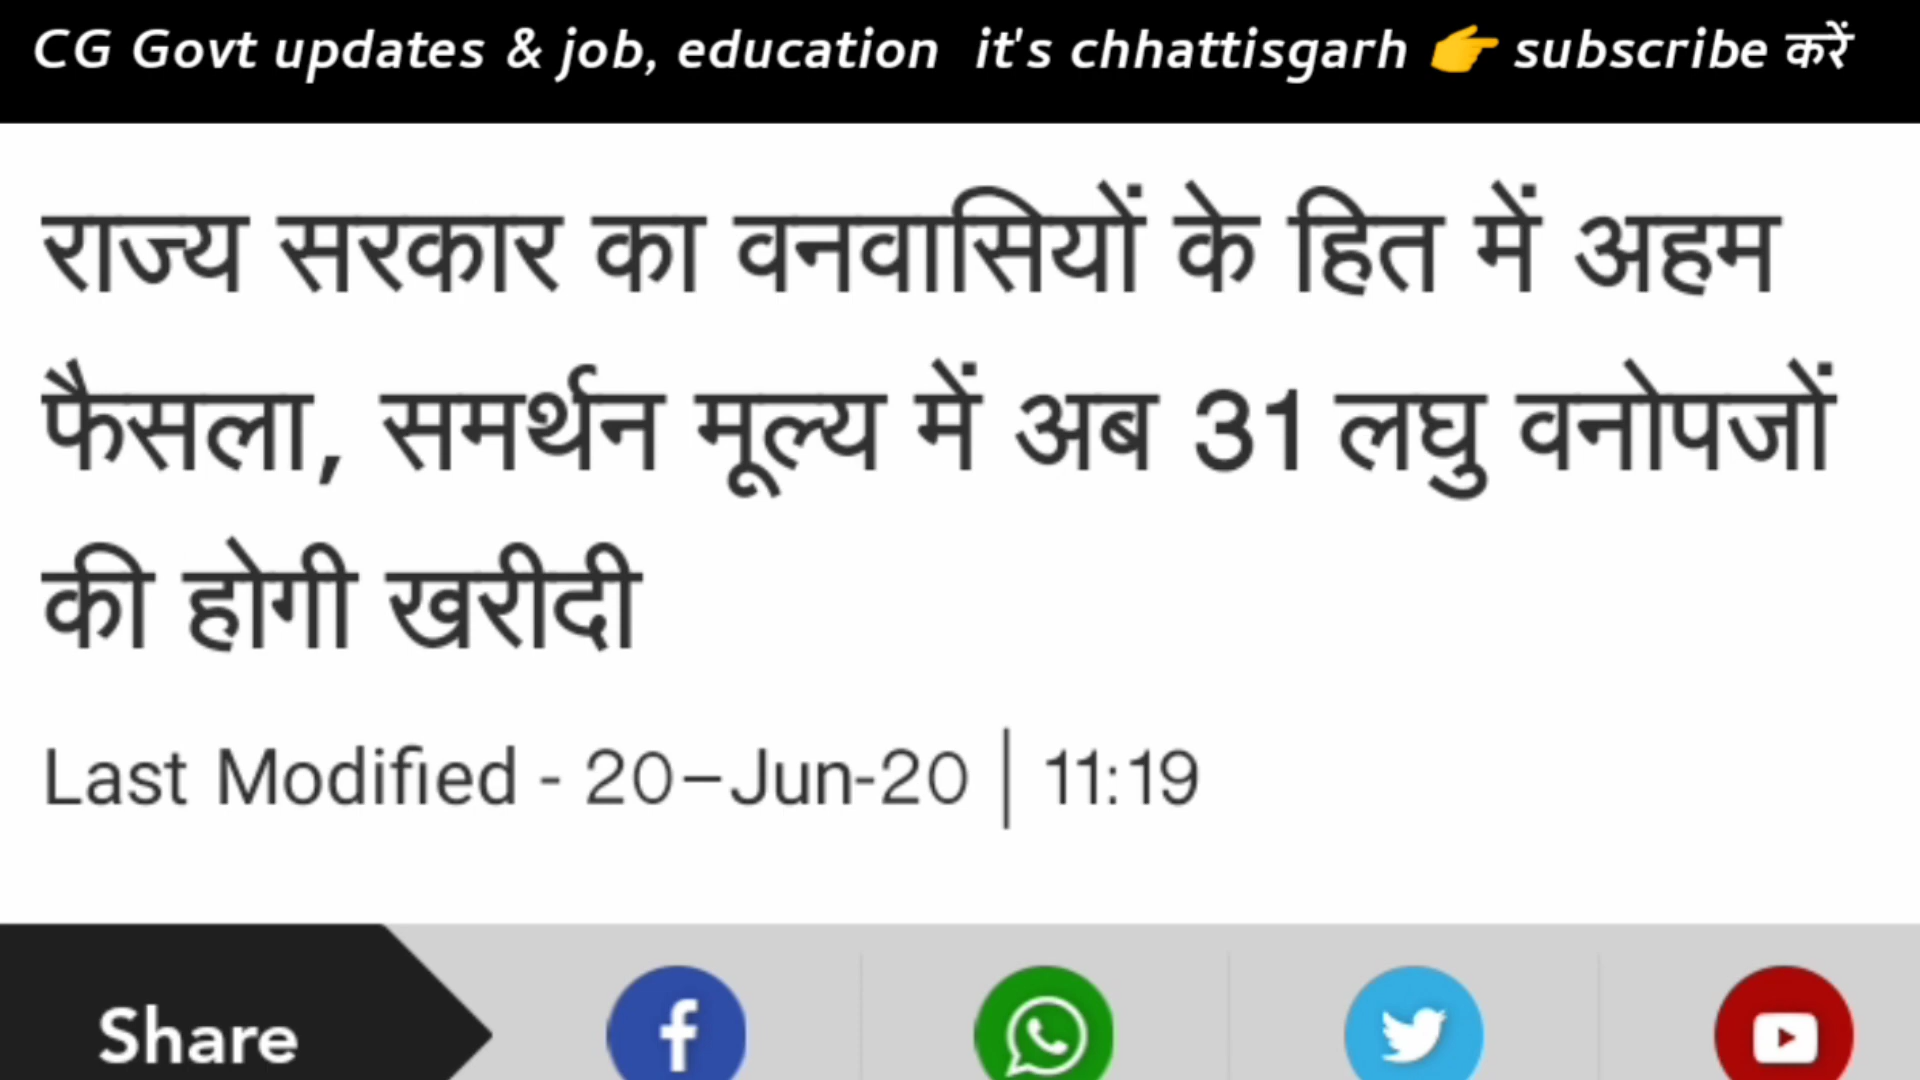 CG Govt updates & job, education it's chhattisgarh 👉 subscribe करें
राज्य सरकार का वनवासियों के हित में अहम
फैसला, समर्थन मूल्य में अब 31 लघु वनोपजों
की होगी खरीदी
Last Modified - 20–Jun-20 | 11:19
Share